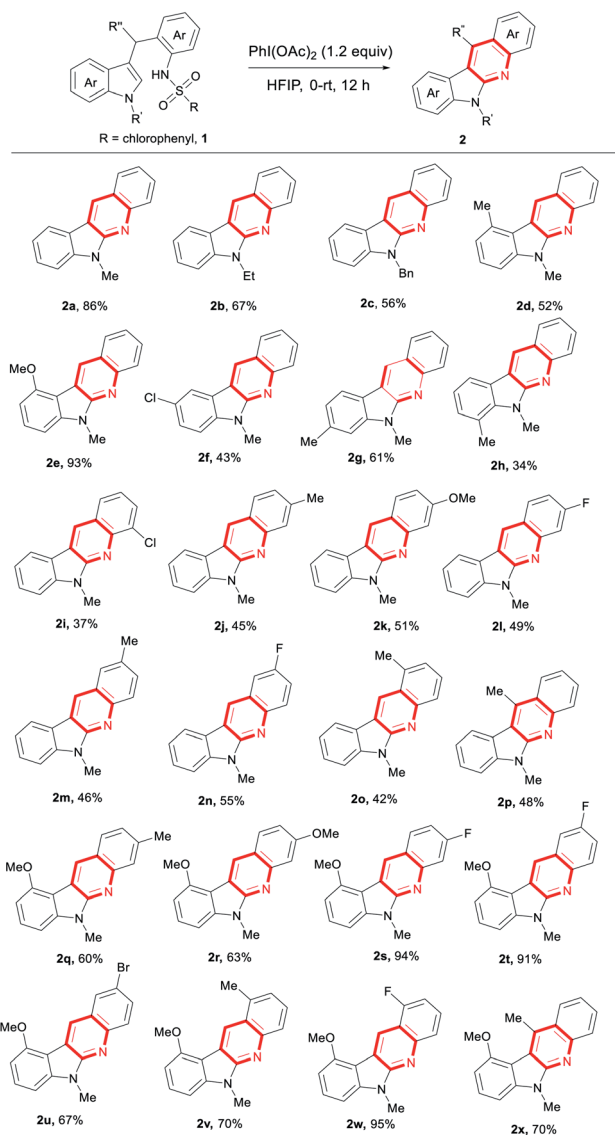 R"
Ar
Ar
N
R'
HN
O
S
O
R
R = chlorophenyl, 1
PhI(OAc)2 (1.2 equiv)
HFIP, 0-rt, 12 h
R"
Ar
Ar
N
N
R'
2
N
N
Me
2a, 86%
N
N
Et
2b, 67%
N
N
Bn
2c, 56%
Me
N
N
Me
2d, 52%
MeO
N
N
Me
2e, 93%
Cl
N
N
Me
2f, 43%
Me
N
N
Me
2g, 61%
N
N
Me
Me
2h, 34%
Cl
N
N
Me
2i, 37%
Me
N
N
Me
2j, 45%
OMe
N
N
Me
2k, 51%
F
N
N
Me
2l, 49%
Me
N
N
Me
2m, 46%
F
N
N
Me
2n, 55%
Me
N
N
Me
2o, 42%
Me
N
N
Me
2p, 48%
Me
MeO
N
N
Me
2q, 60%
OMe
MeO
N
N
Me
2r, 63%
F
MeO
N
N
Me
2s, 94%
F
MeO
N
N
Me
2t, 91%
Br
MeO
N
N
Me
2u, 67%
Me
MeO
N
N
Me
2v, 70%
F
MeO
N
N
Me
2w, 95%
Me
MeO
N
N
Me
2x, 70%